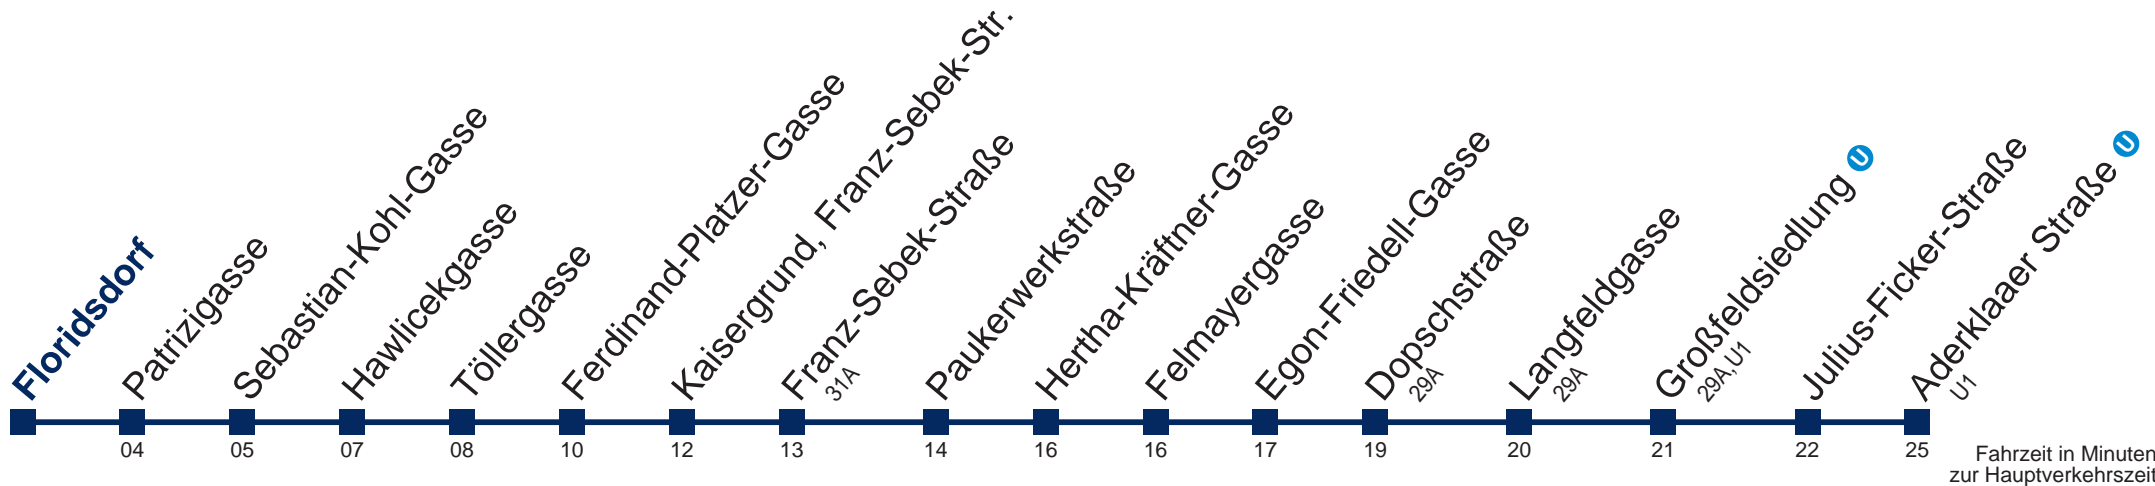 Floridsdorf
Patrizigasse
04
Sebastian-Kohl-Gasse
05
Hawlicekgasse
07
Töllergasse
08
Ferdinand-Platzer-Gasse
10
Kaisergrund, Franz-Sebek-Str.
12
Franz-Sebek-Straße
31A
13
Paukerwerkstraße
14
Hertha-Kräftner-Gasse
16
Felmayergasse
16
Egon-Friedell-Gasse
17
Dopschstraße
29A
19
Langfeldgasse
29A
20
Großfeldsiedlung U
29A, U1
21
Julius-Ficker-Straße
22
Aderklaaer Straße U
U1
25
Fahrzeit in Minuten
zur Hauptverkehrszeit